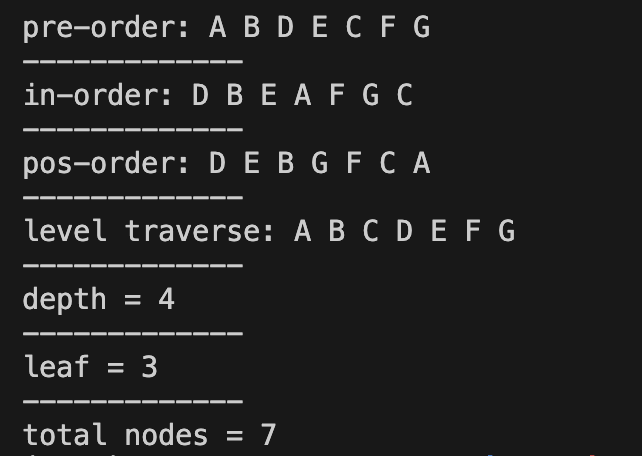 pre-order: A B D E C F G
-------------
in-order: D B E A F G C
-------------
pos-order: D E B G F C A
-------------
level traverse: A B C D E F G
-------------
depth = 4
-------------
leaf = 3
-------------
total nodes = 7